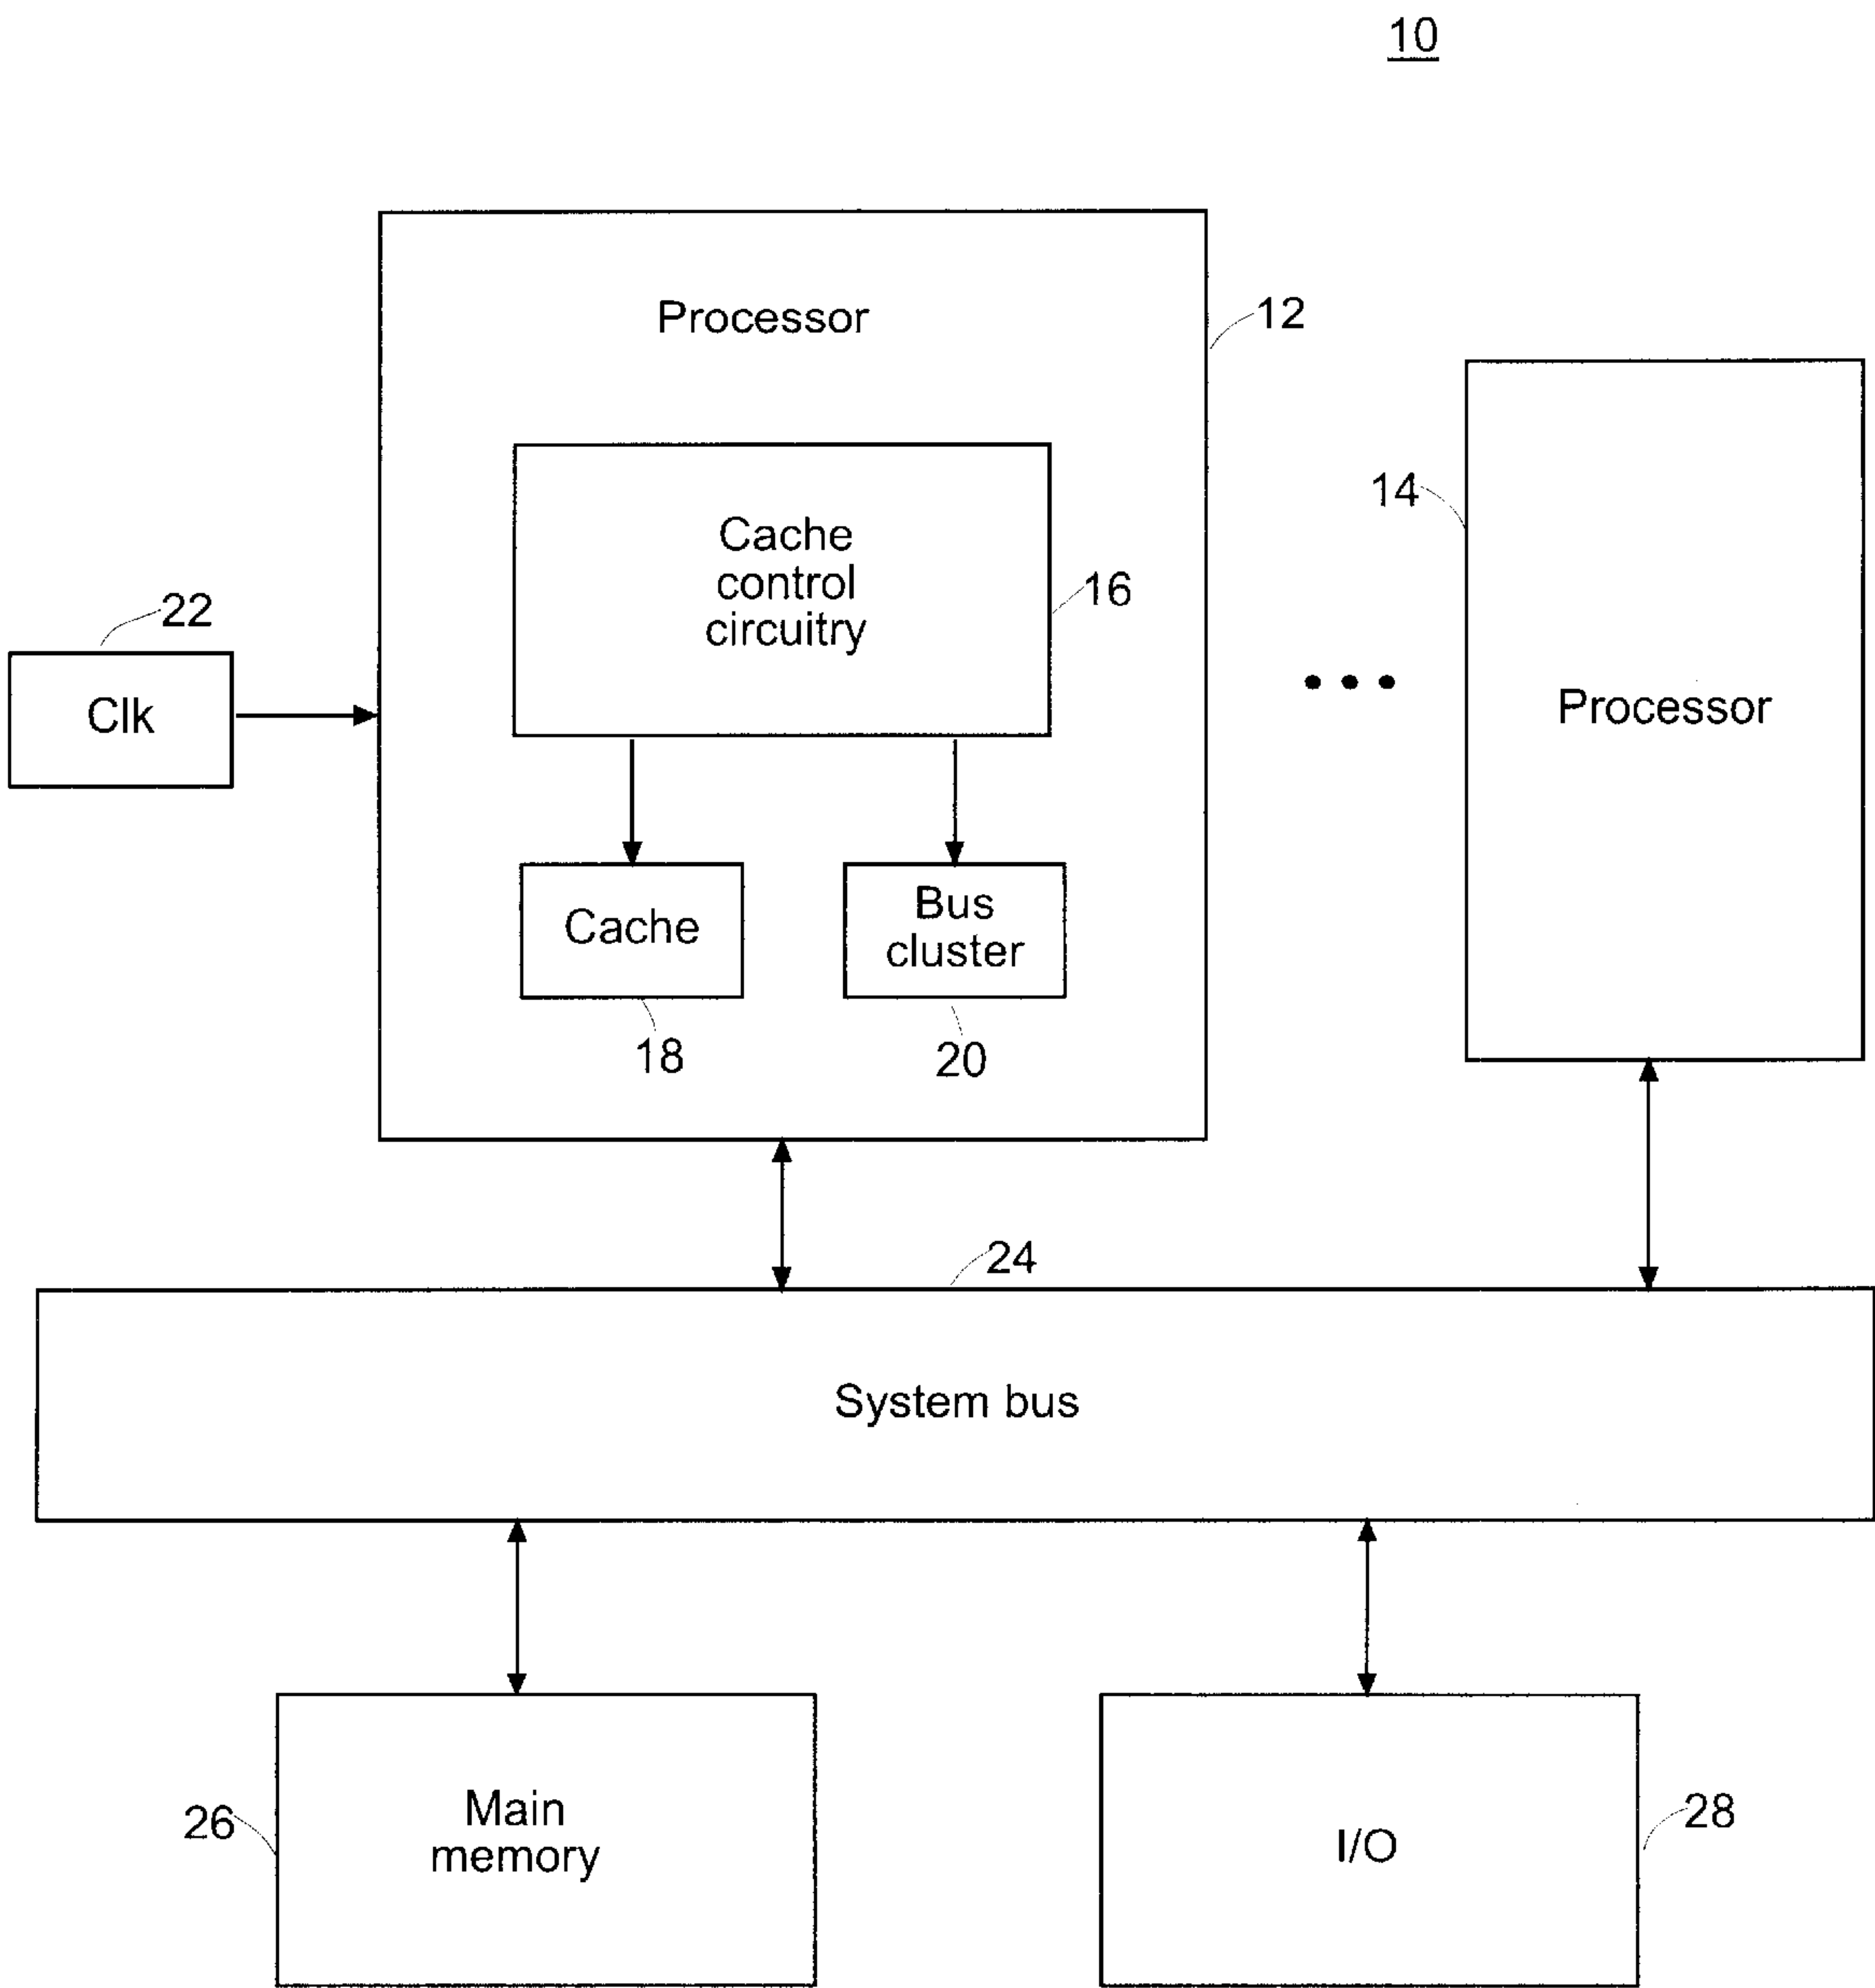 10
Processor
12
Cache
control
circuitry
16
14
22
Clk
Processor
Cache
Bus
cluster
18
20
24
System bus
26
Main
memory
I/O
28